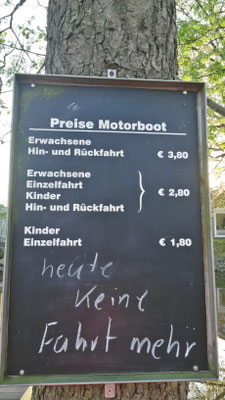 Preise Motorboot
Erwachsene
Hin- und Rückfahrt € 3,80
Erwachsene
Einzelfahrt
Kinder € 2,80
Hin- und Rückfahrt
Kinder
Einzelfahrt € 1,80
heute
Keine
Fahrt mehr